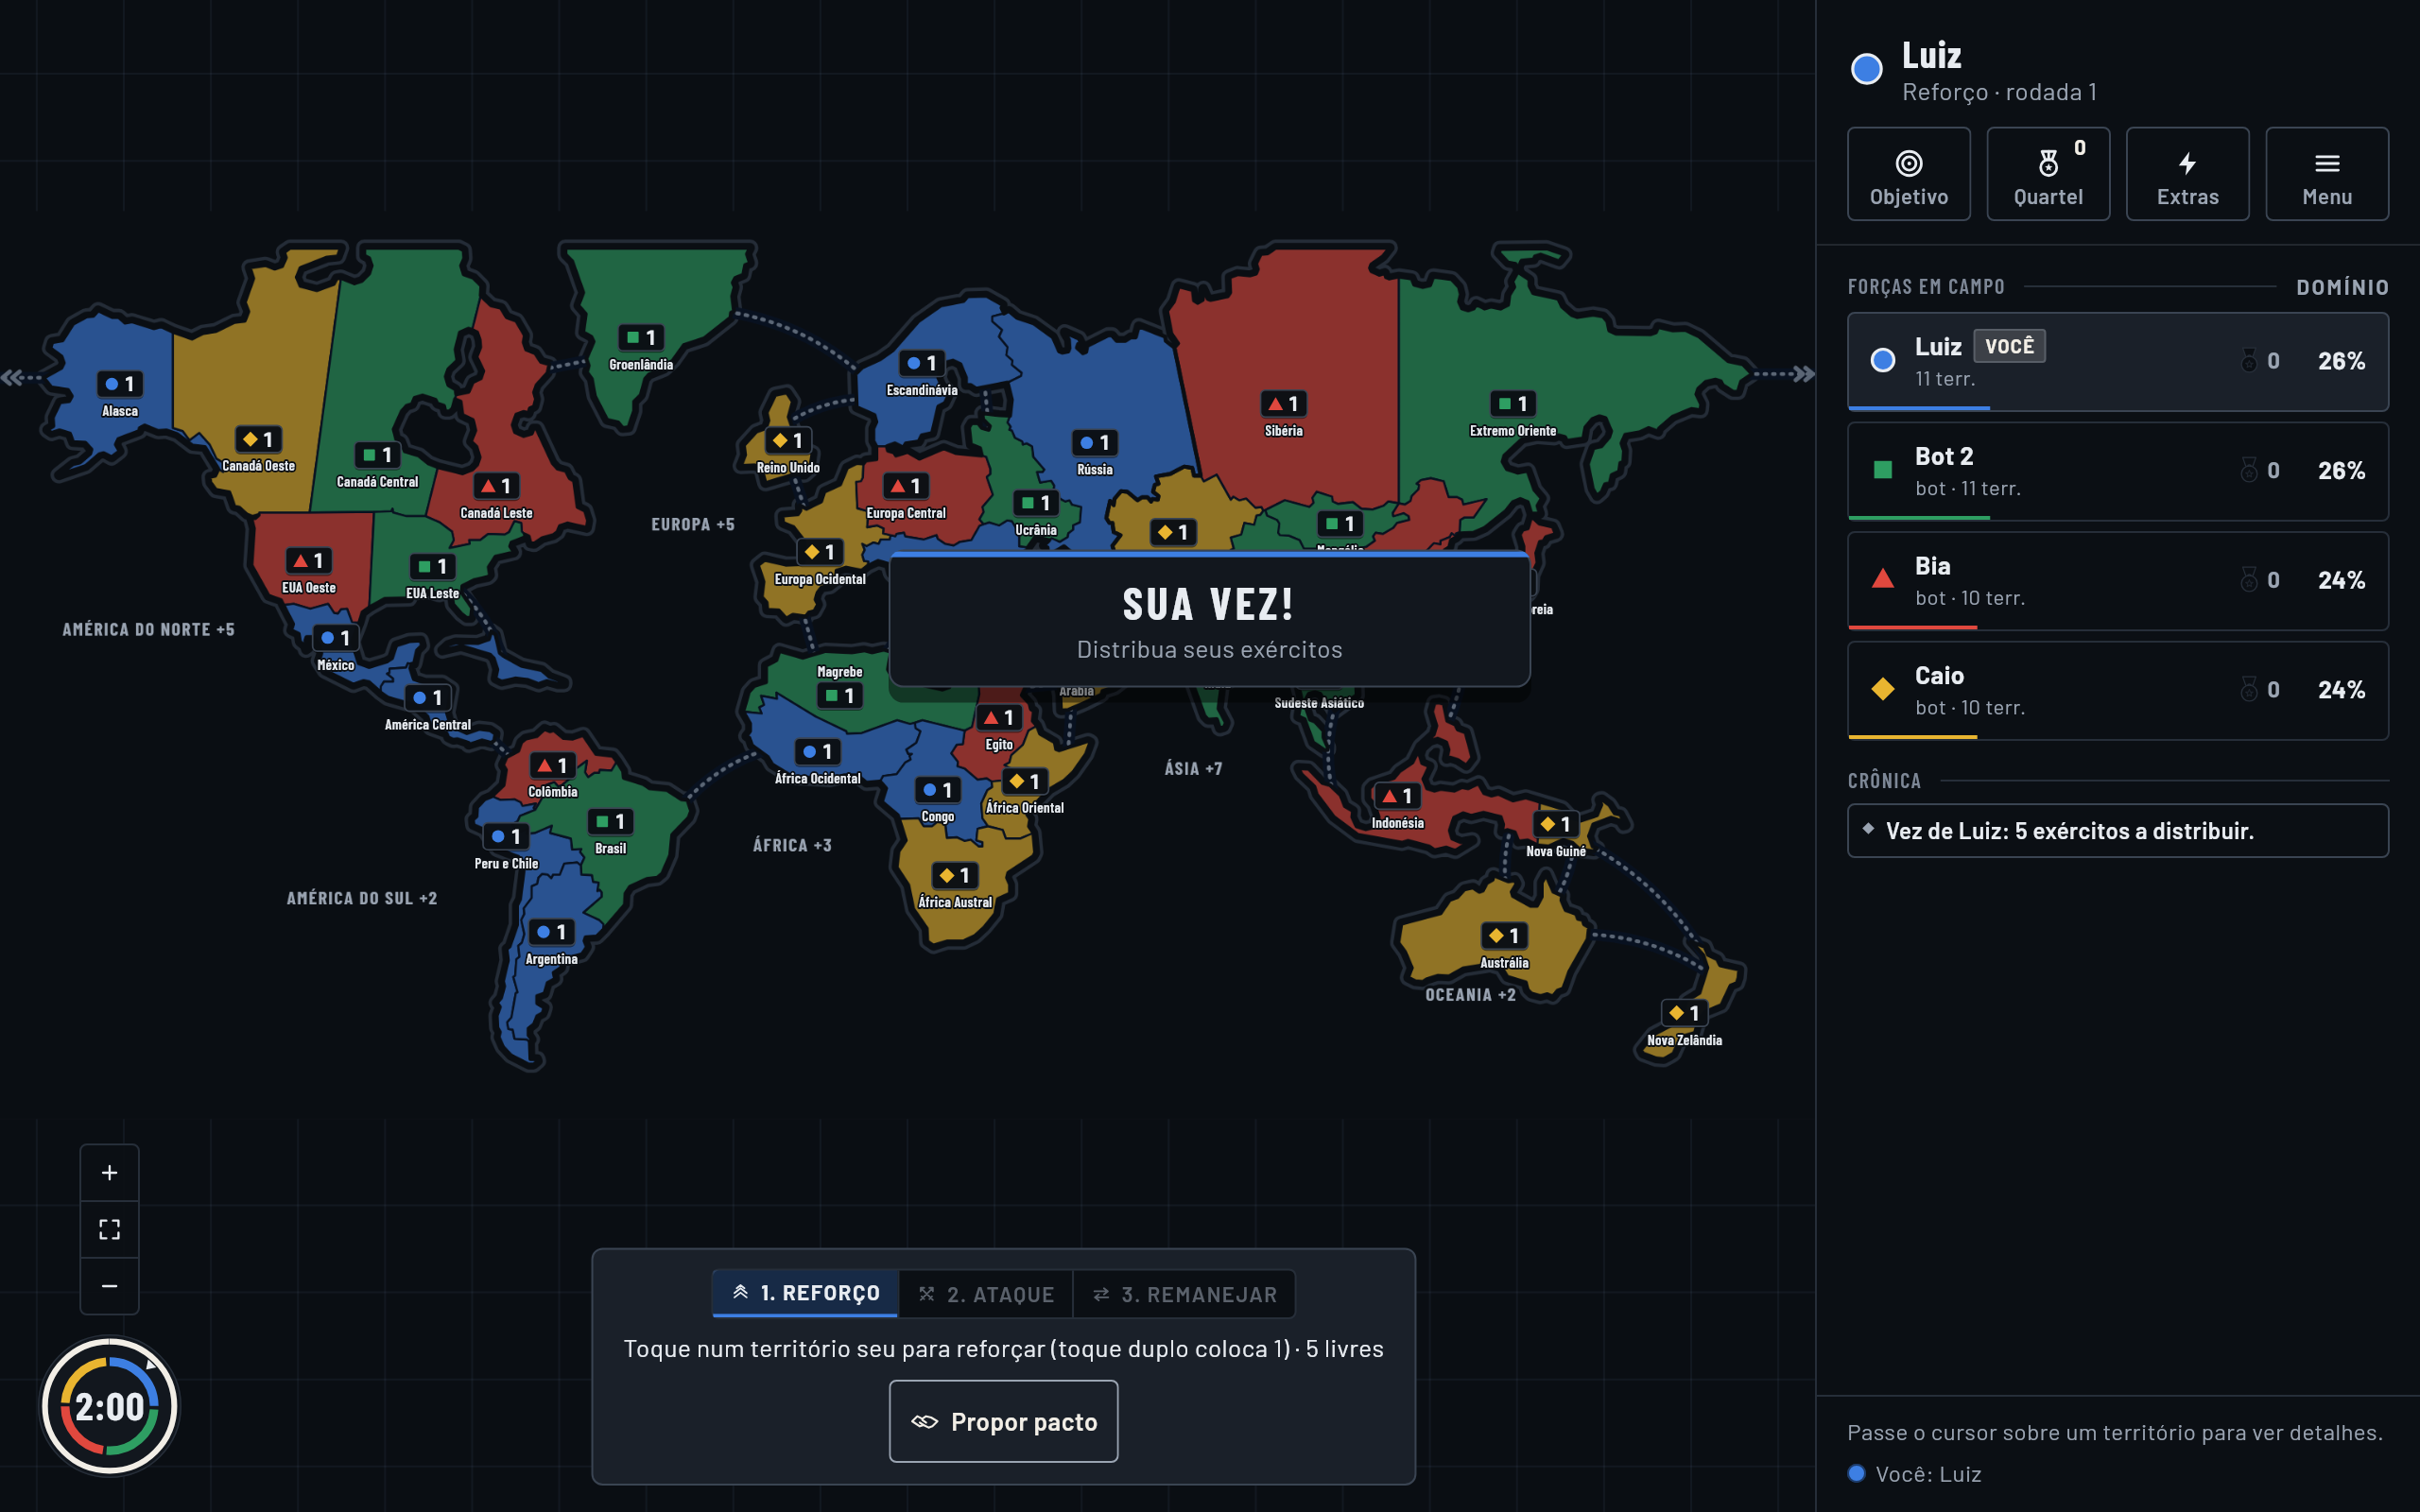 Luiz
Reforço · rodada 1
Objetivo
0
Quartel
Extras
Menu
FORÇAS EM CAMPO
DOMÍNIO
Luiz VOCÊ
11 terr.
0
26%
Bot 2
bot · 11 terr.
0
26%
Bia
bot · 10 terr.
0
24%
Caio
bot · 10 terr.
0
24%
CRÔNICA
Vez de Luiz: 5 exércitos a distribuir.
1
Alasca
1
Canadá Oeste
1
Canadá Central
1
Canadá Leste
1
Groenlândia
1
EUA Oeste
1
EUA Leste
1
México
1
América Central
AMÉRICA DO NORTE +5
1
Escandinávia
1
Reino Unido
1
Europa Central
1
Ucrânia
1
Rússia
1
Europa Ocidental
EUROPA +5
1
Sibéria
1
Extremo Oriente
1
1
SUA VEZ!
Distribua seus exércitos
Arábia
Sudeste Asiático
ÁSIA +7
Magrebe
1
1
Egito
1
África Ocidental
1
Congo
1
África Oriental
1
África Austral
ÁFRICA +3
1
Colômbia
1
Brasil
1
Peru e Chile
1
Argentina
AMÉRICA DO SUL +2
1
Indonésia
1
Nova Guiné
1
Austrália
OCEANIA +2
1
Nova Zelândia
+
−
2:00
1. REFORÇO
2. ATAQUE
3. REMANEJAR
Toque num território seu para reforçar (toque duplo coloca 1) · 5 livres
Propor pacto
Passe o cursor sobre um território para ver detalhes.
Você: Luiz